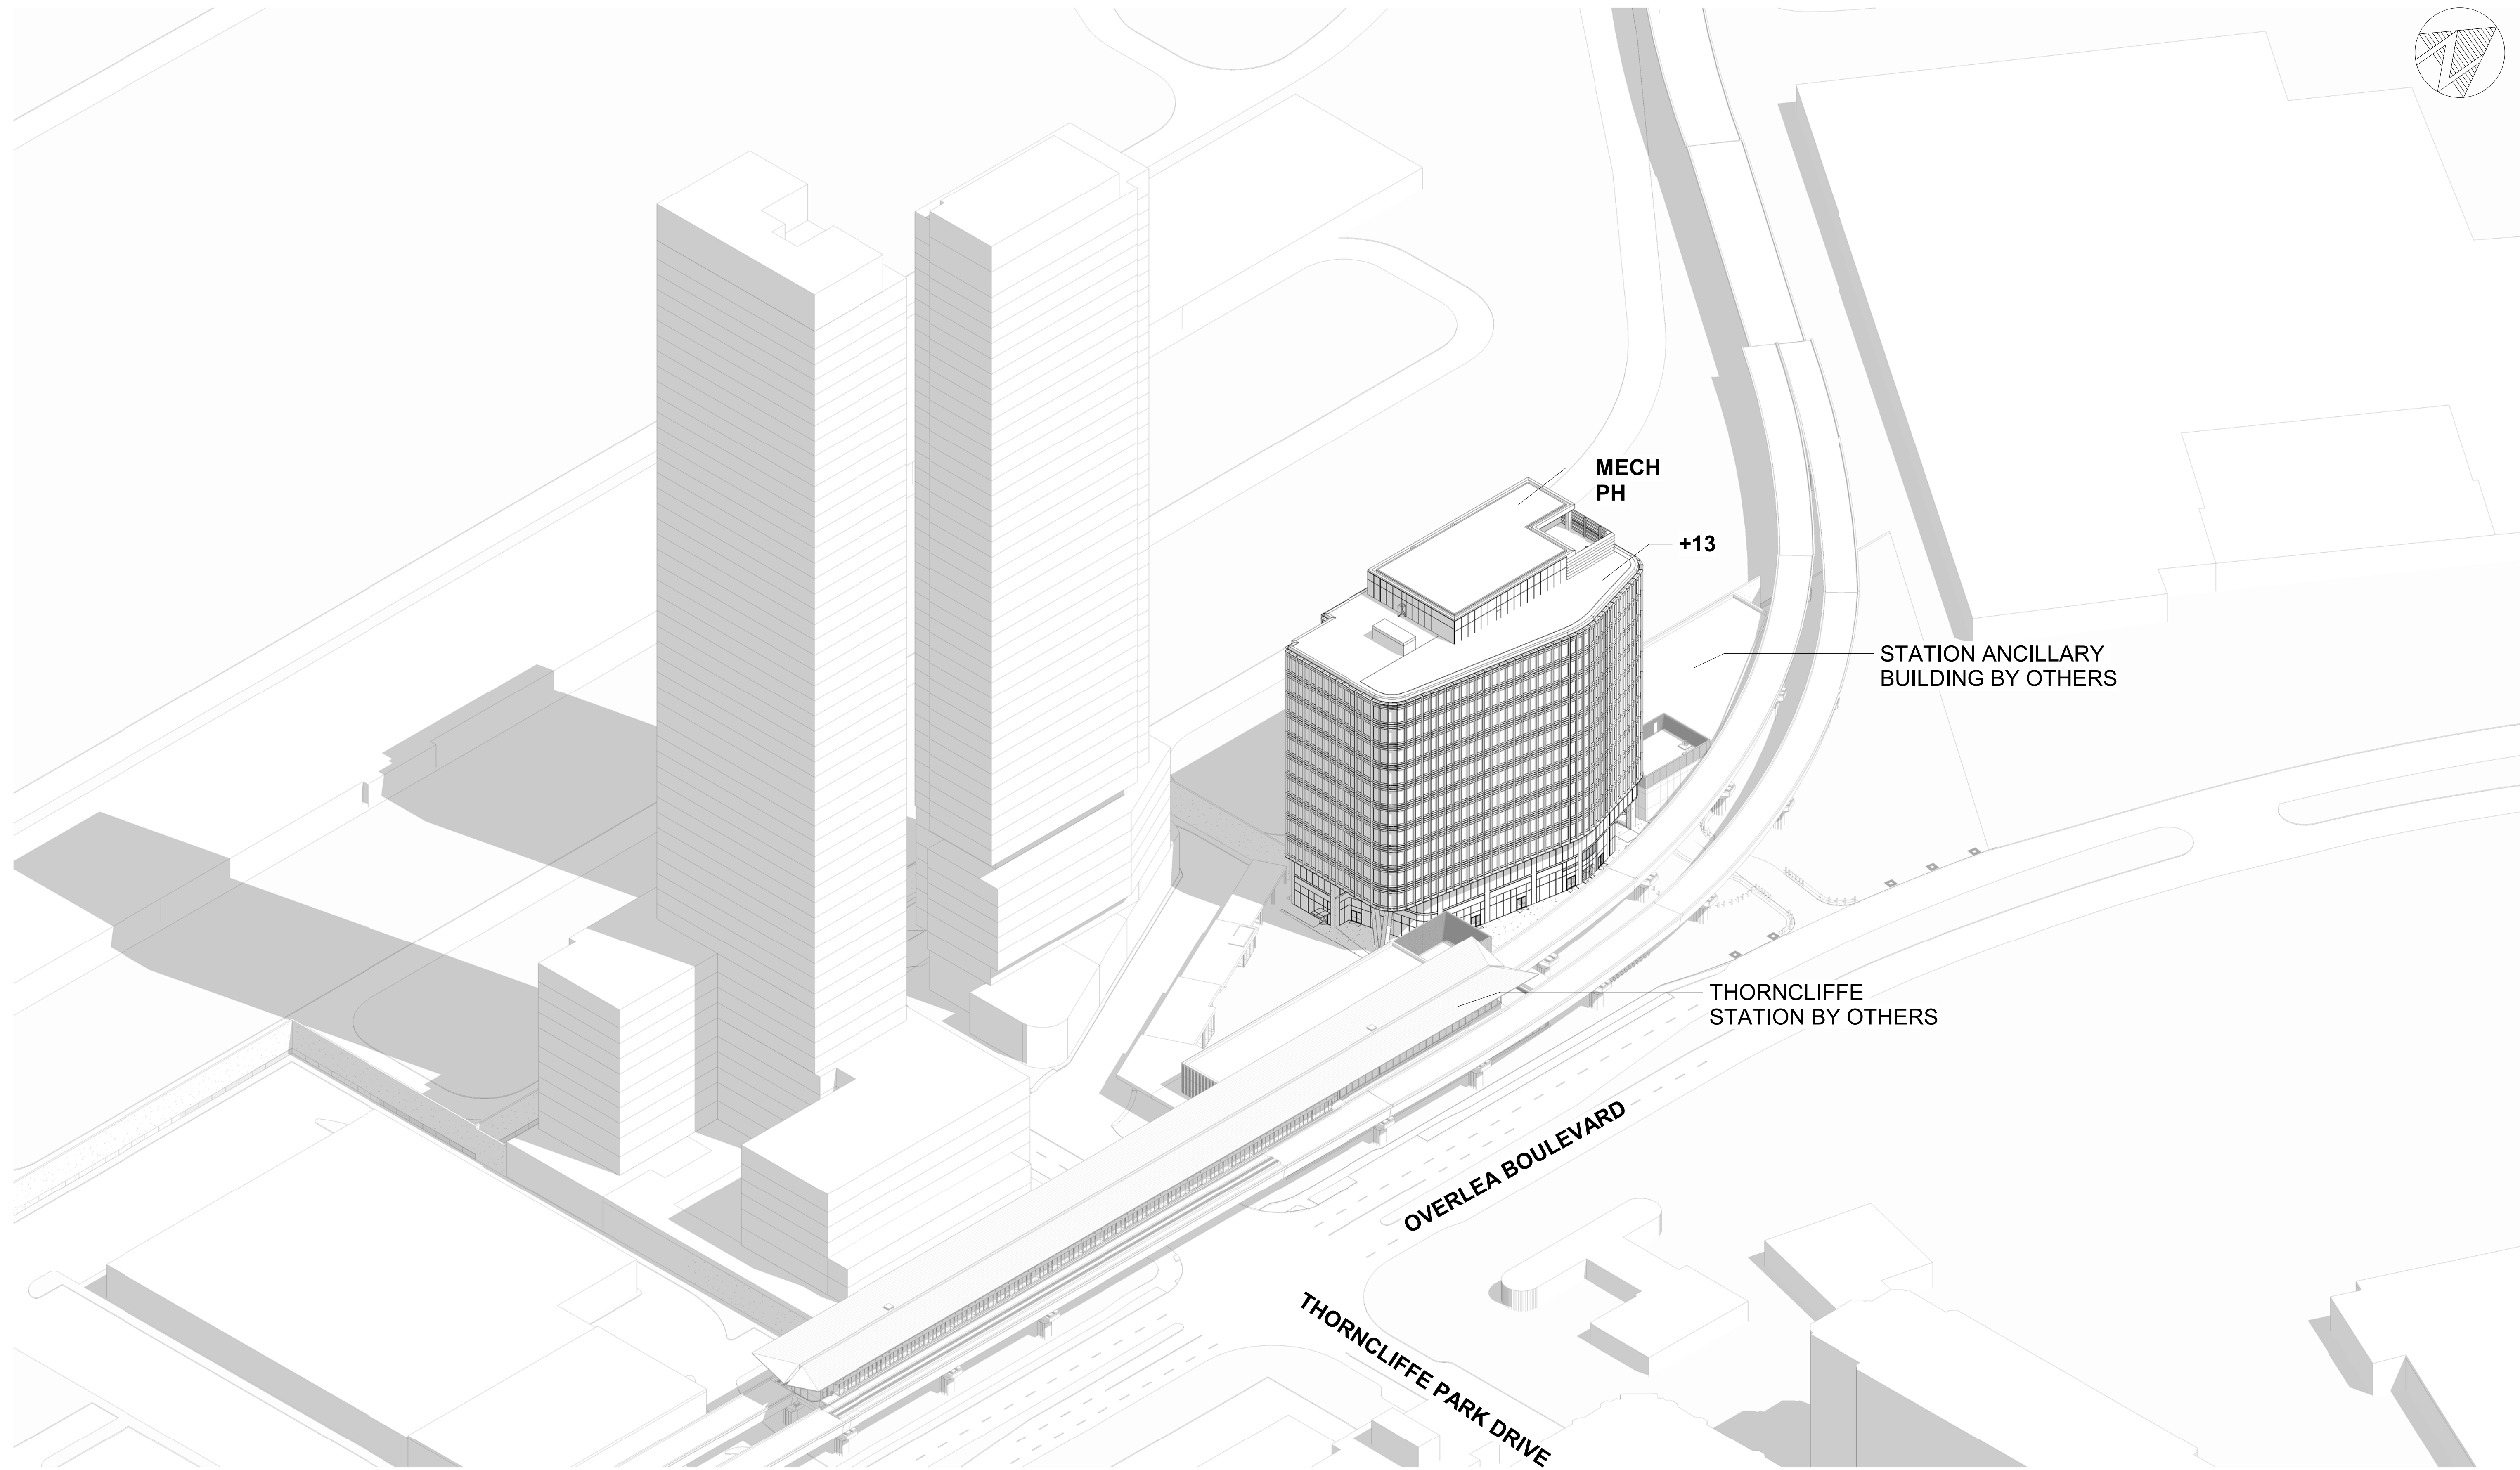 MECH
PH
+13
STATION ANCILLARY
BUILDING BY OTHERS
THORNCLIFFE
STATION BY OTHERS
OVERLEA BOULEVARD
THORNCLIFFE PARK DRIVE